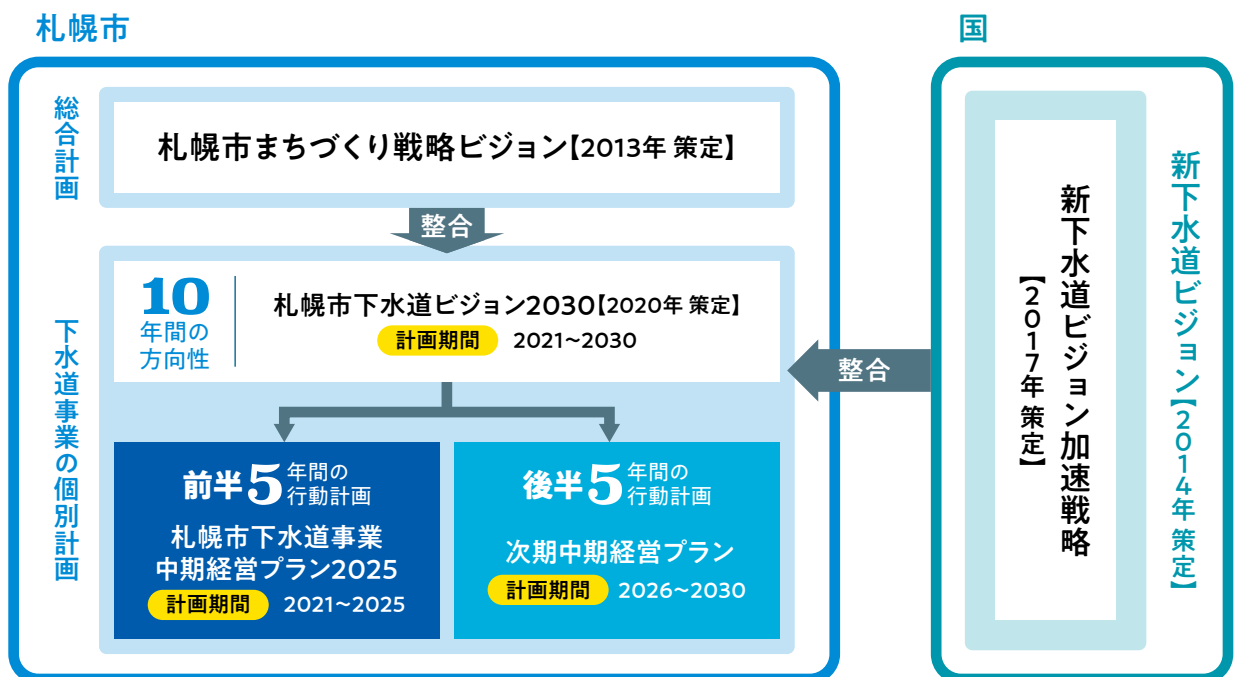 札幌市
総合計画
札幌市まちづくり戦略ビジョン【2013年 策定】
整合
下水道事業の個別計画
10
年間の
方向性
札幌市下水道ビジョン2030【2020年 策定】
計画期間 2021~2030
前半5年間の
行動計画
札幌市下水道事業
中期経営プラン2025
計画期間 2021~2025
後半5年間の
行動計画
次期中期経営プラン
計画期間 2026~2030
整合
国
新下水道ビジョン【2014年 策定】
新下水道ビジョン加速戦略
【2017年 策定】